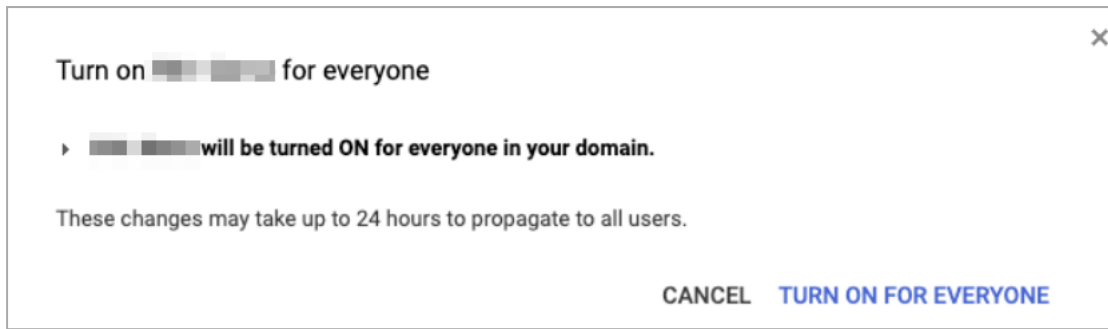 Turn on for everyone
will be turned ON for everyone in your domain.
These changes may take up to 24 hours to propagate to all users.
CANCEL TURN ON FOR EVERYONE